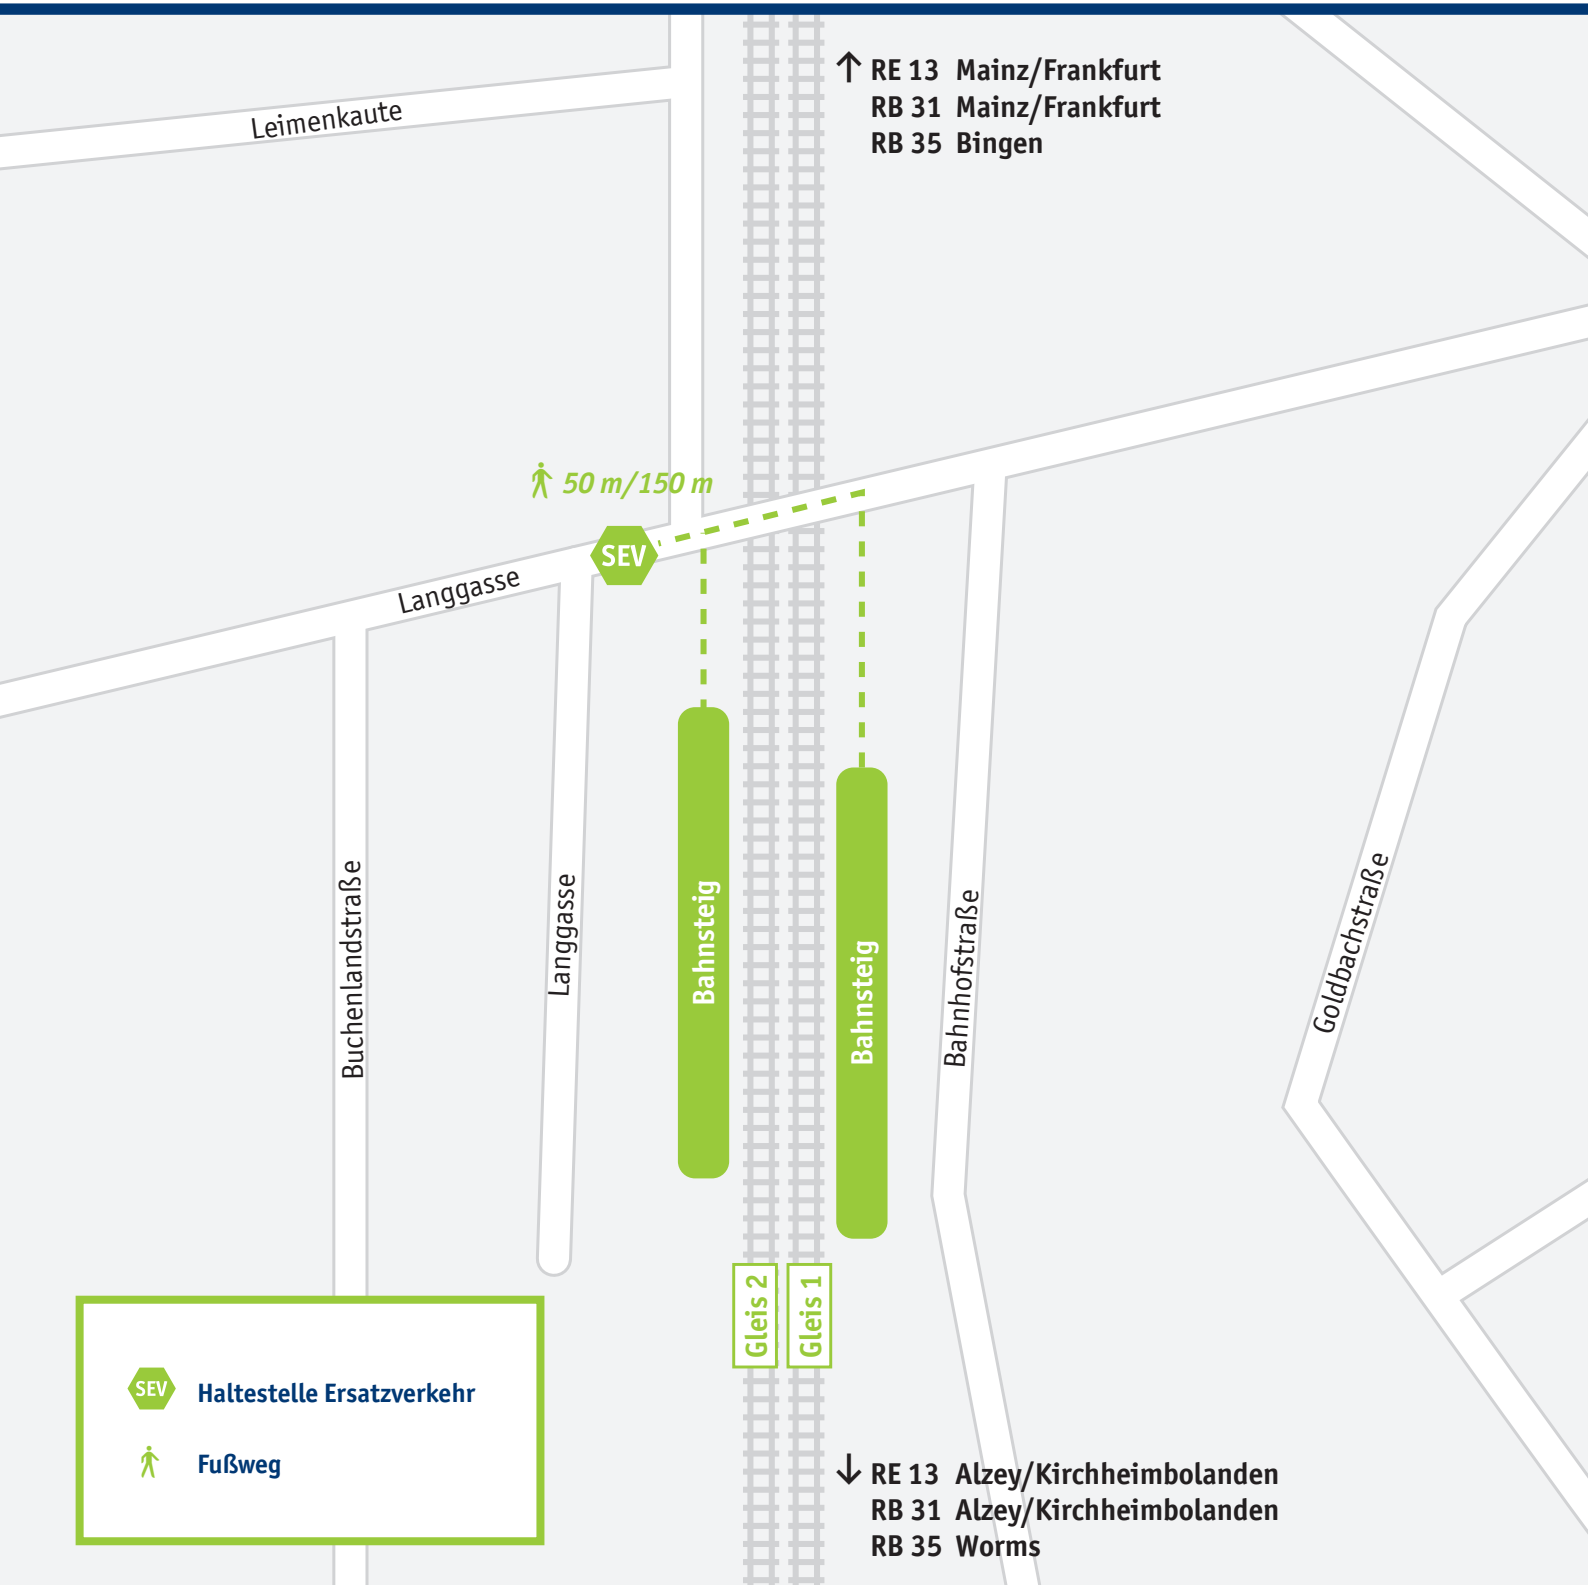 RE 13 Mainz/Frankfurt
RB 31 Mainz/Frankfurt
RB 35 Bingen
Leimenkaute
50 m/150 m
SEV
Langgasse
Buchenlandstraße
Langgasse
Bahnsteig
Bahnsteig
Bahnhofstraße
Goldbachstraße
Gleis 2
Gleis 1
SEV Haltestelle Ersatzverkehr
Fußweg
RE 13 Alzey/Kirchheimbolanden
RB 31 Alzey/Kirchheimbolanden
RB 35 Worms